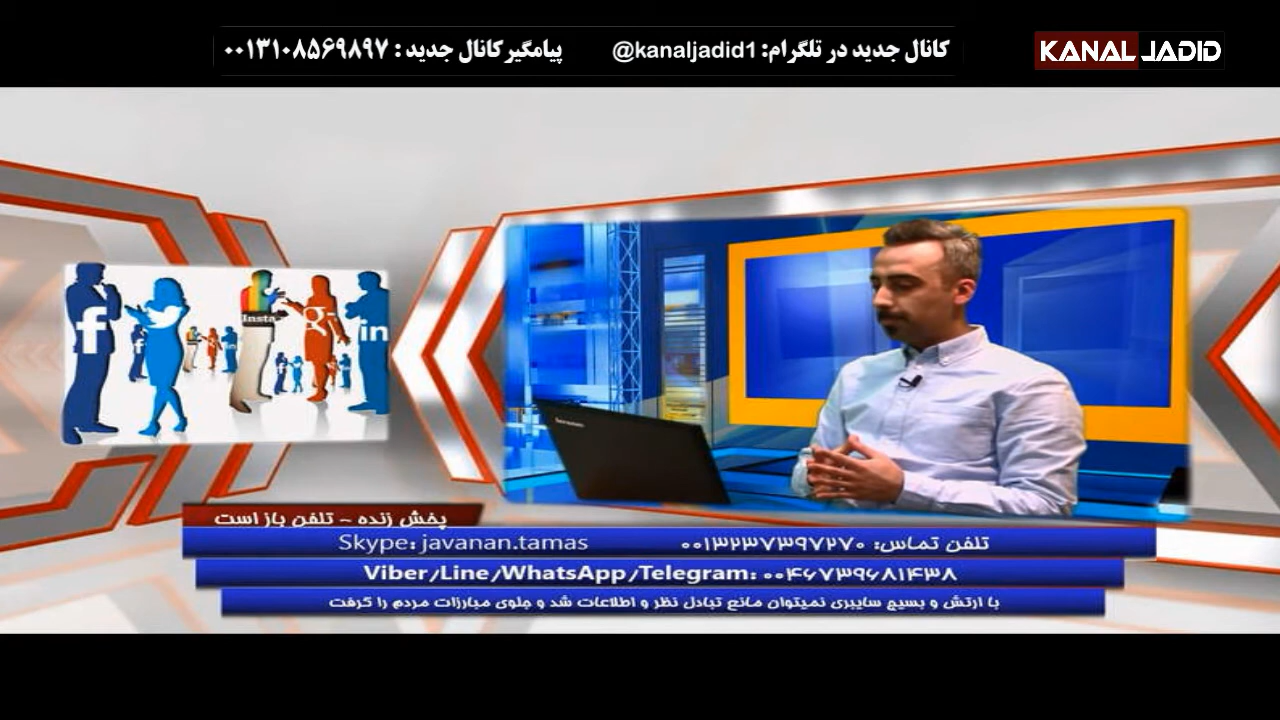 کانال جدید در تلگرام: @kanaljadid1 پیامگیر کانال جدید : ۰۰۱۳۱۰۸۵۶۹۸۹۷
KANAL JADID
f
Insta
g+
in
lenovo
پخش زنده - تلفن باز است
تلفن تماس: ۰۰۱۳۲۳۷۳۹۷۲۷۰ Skype: javanan.tamas
Viber/Line/WhatsApp/Telegram: ۰۰۴۶۷۳۹۶۸۱۴۳۸
با ارتش و بسیج سایبری نمیتوان مانع تبادل نظر و اطلاعات شد و جلوی مبارزات مردم را گرفت